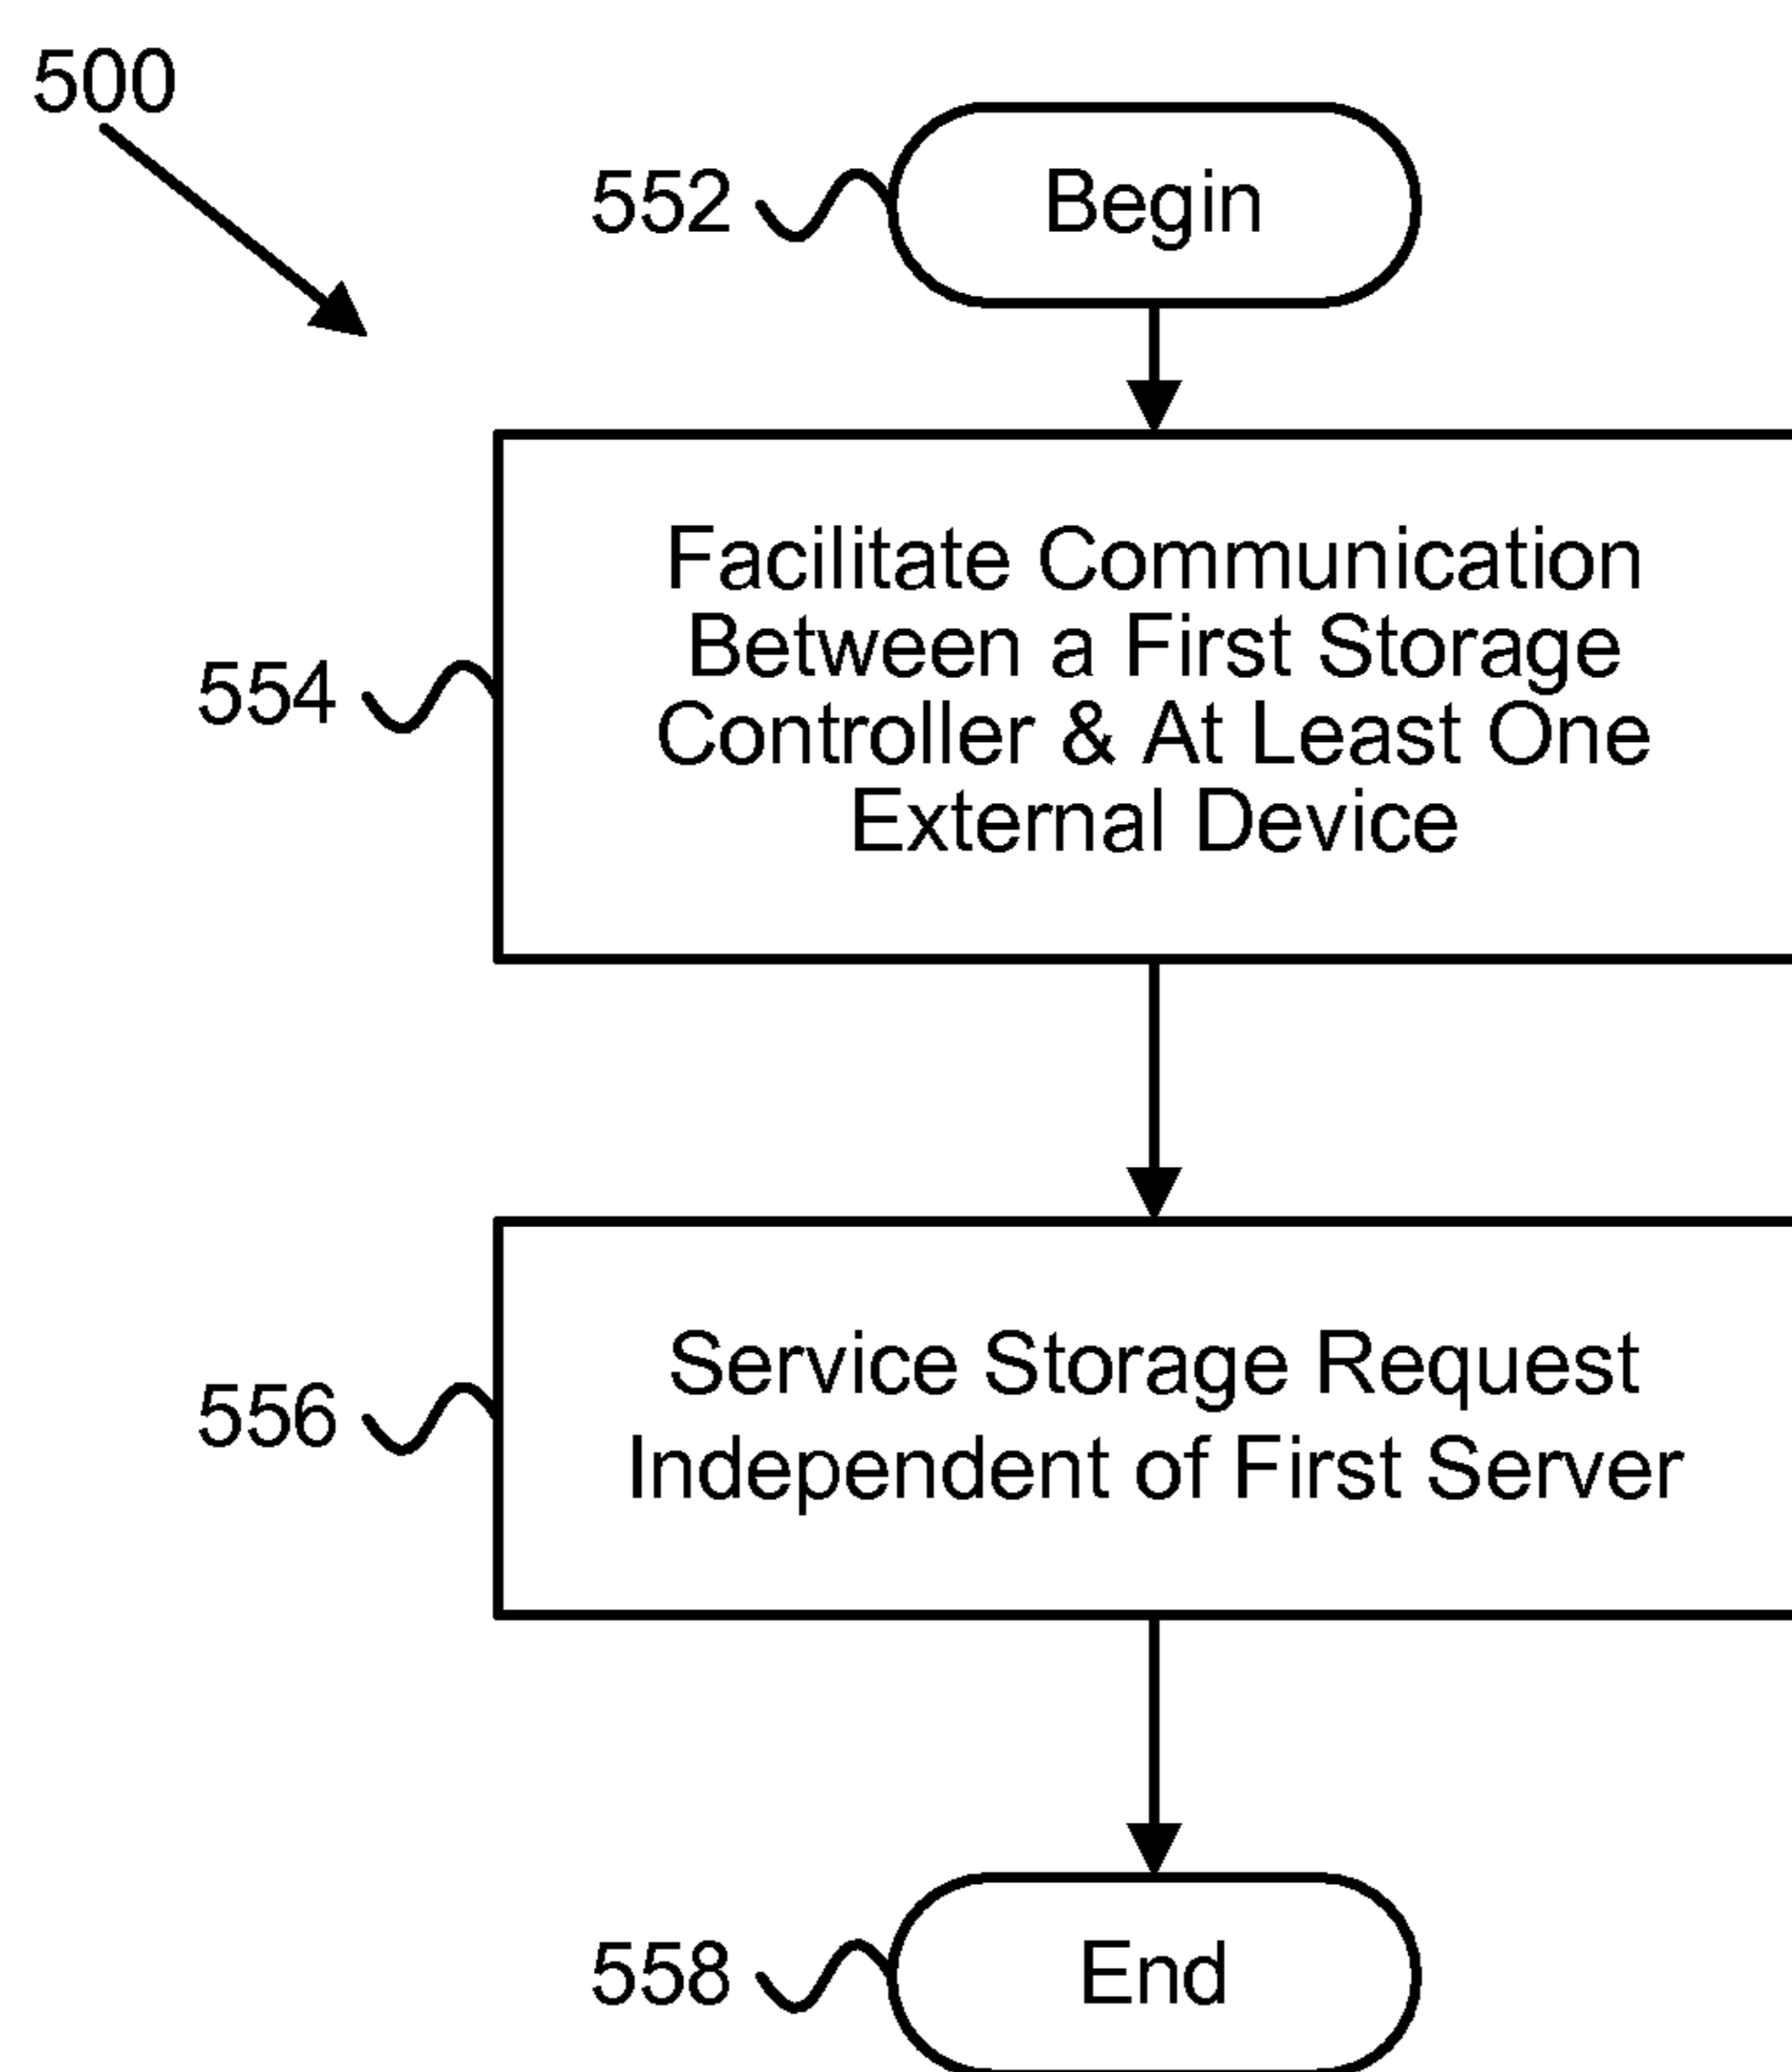 500
552
Begin
Facilitate Communication
Between a First Storage
Controller & At Least One
External Device
554
Service Storage Request
Independent of First Server
556
558
End